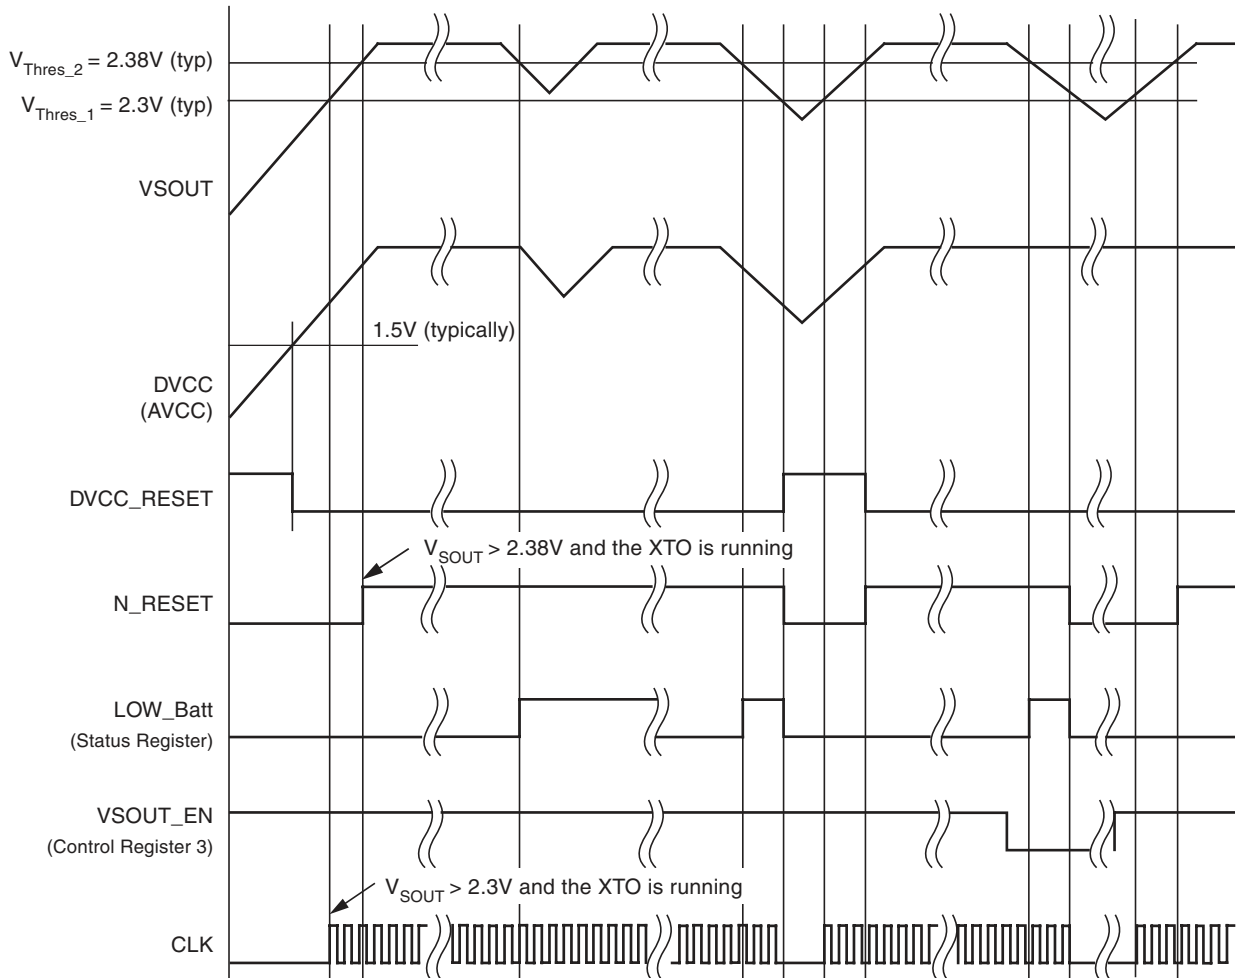 V_Thres_2 = 2.38V (typ)
V_Thres_1 = 2.3V (typ)
VSOUT
1.5V (typically)
DVCC
(AVCC)
DVCC_RESET
V_SOUT > 2.38V and the XTO is running
N_RESET
LOW_Batt
(Status Register)
VSOUT_EN
(Control Register 3)
V_SOUT > 2.3V and the XTO is running
CLK